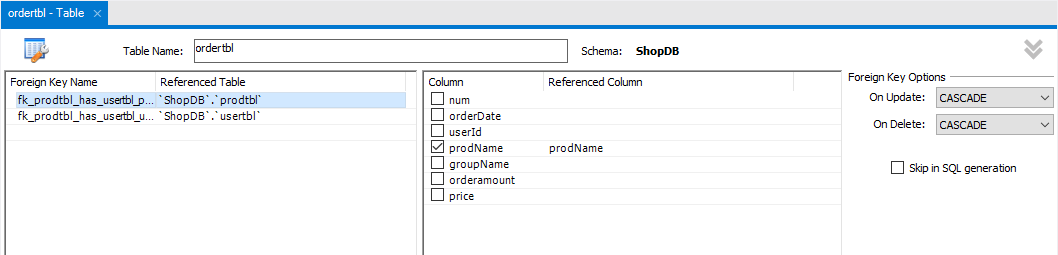 ordertbl - Table ×
Table Name: ordertbl Schema: ShopDB
Foreign Key Name Referenced Table
fk_prodtbl_has_usertbl_p... `ShopDB`.`prodtbl`
fk_prodtbl_has_usertbl_u... `ShopDB`.`usertbl`
Column Referenced Column
num
orderDate
userId
prodName prodName
groupName
orderamount
price
Foreign Key Options
On Update: CASCADE
On Delete: CASCADE
Skip in SQL generation